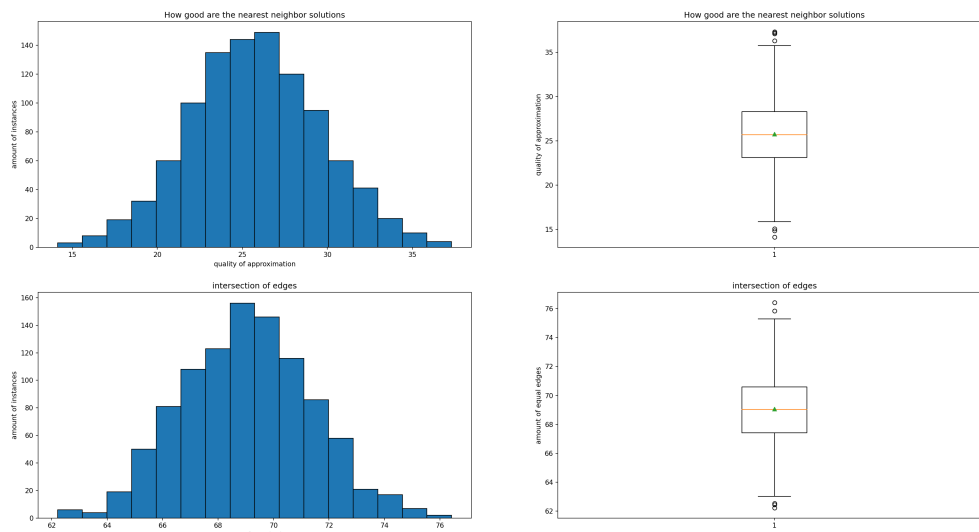 How good are the nearest neighbor solutions
140
120
100
80
60
40
20
0
amount of instances
15 20 25 30 35
quality of approximation
How good are the nearest neighbor solutions
35
30
25
20
15
quality of approximation
1
intersection of edges
160
140
120
100
80
60
40
20
0
amount of instances
62 64 66 68 70 72 74 76
intersection of edges
76
74
72
70
68
66
64
62
amount of equal edges
1